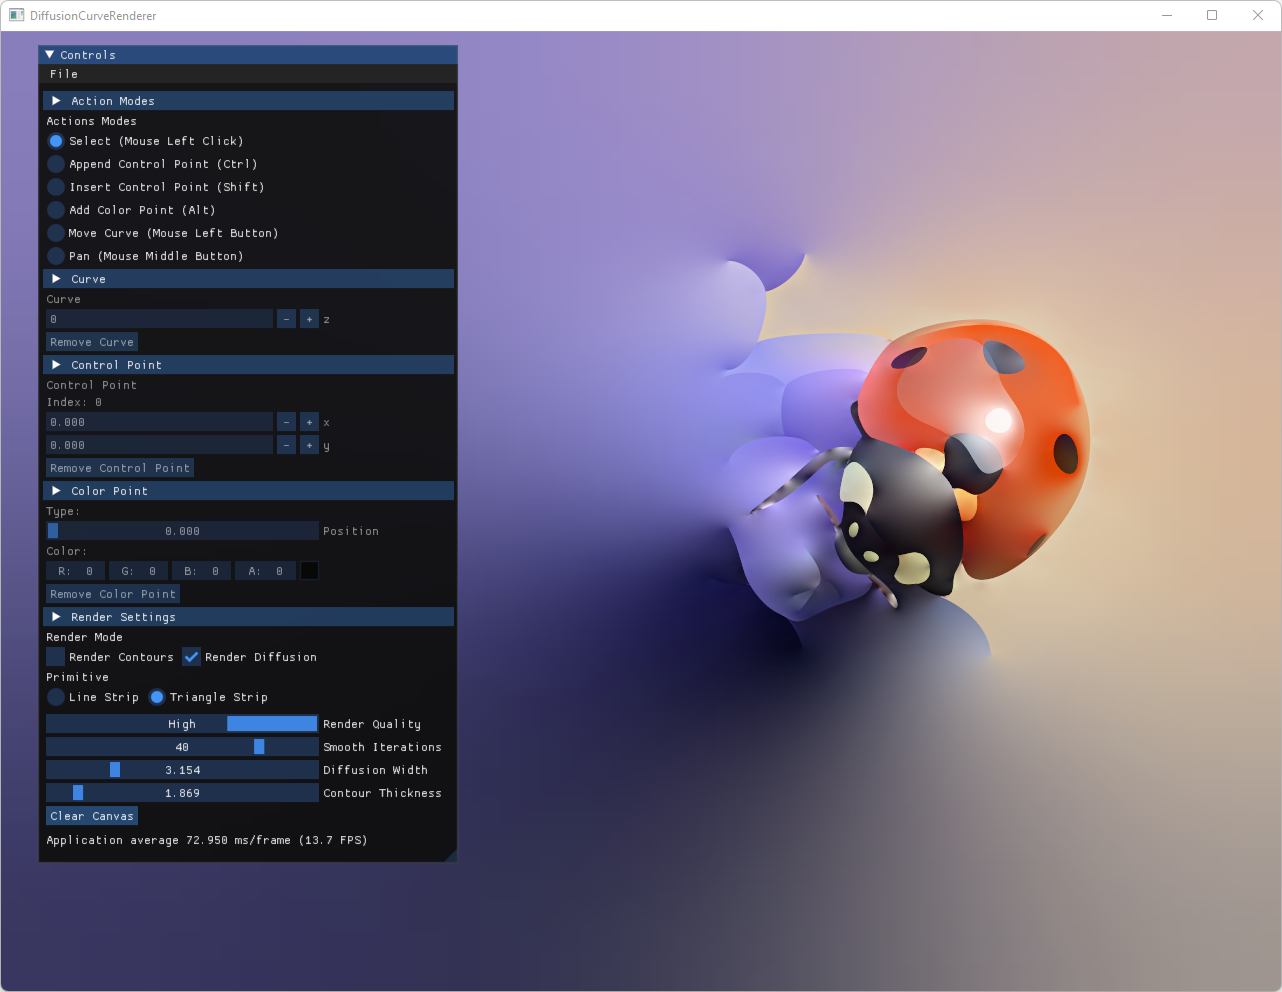 DiffusionCurveRenderer
Controls
File
Action Modes
Actions Modes
Select (Mouse Left Click)
Append Control Point (Ctrl)
Insert Control Point (Shift)
Add Color Point (Alt)
Move Curve (Mouse Left Button)
Pan (Mouse Middle Button)
Curve
Curve
0 - + z
Remove Curve
Control Point
Control Point
Index: 0
0.000 - + x
0.000 - + y
Remove Control Point
Color Point
Type:
0.000 Position
Color:
R: 0 G: 0 B: 0 A: 0
Remove Color Point
Render Settings
Render Mode
Render Contours Render Diffusion
Primitive
Line Strip Triangle Strip
High Render Quality
40 Smooth Iterations
3.154 Diffusion Width
1.869 Contour Thickness
Clear Canvas
Application average 72.950 ms/frame (13.7 FPS)